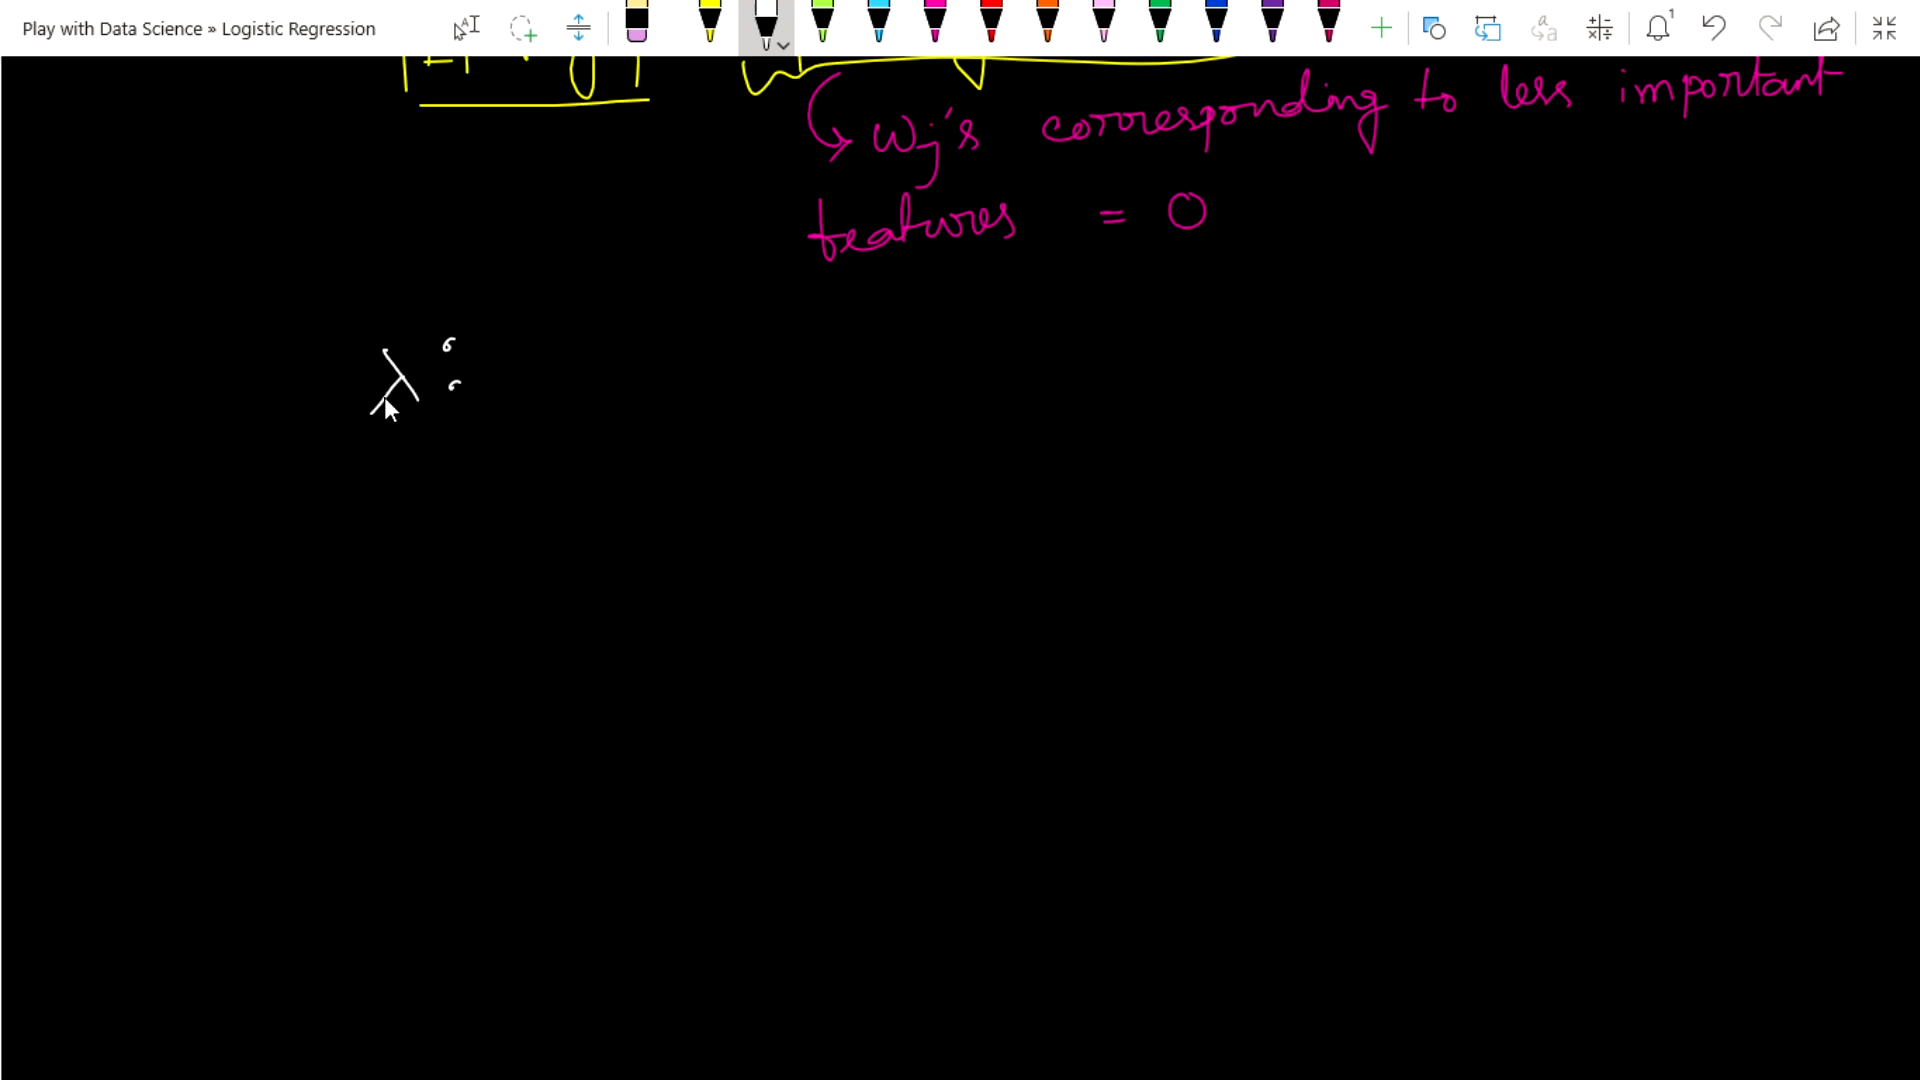 Play with Data Science » Logistic Regression
wj's corresponding to less important
features = 0
λ :